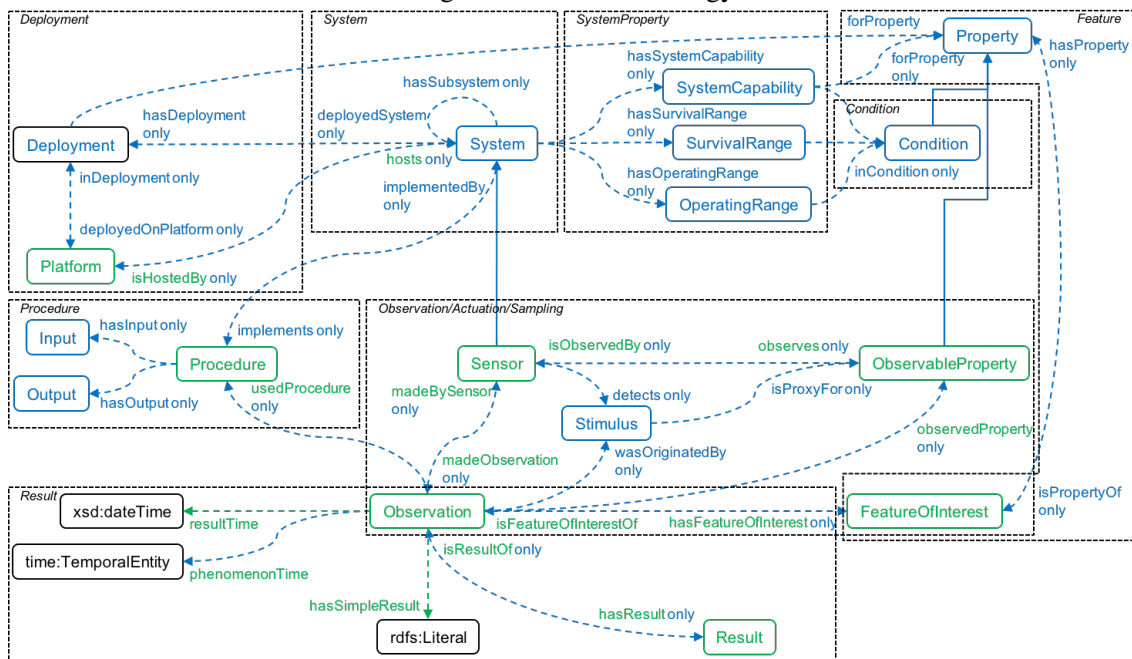 Deployment
System
SystemProperty
Feature
forProperty
Property
hasProperty
only
hasSystemCapability
only
forProperty
only
hasSubsystem only
SystemCapability
hasDeployment
only
deployedSystem
only
hasSurvivalRange
only
Condition
Deployment
System
SurvivalRange
Condition
hosts only
inDeployment only
implementedBy
only
hasOperatingRange
only
inCondition only
OperatingRange
deployedOnPlatform only
Platform
isHostedBy only
Procedure
Observation/Actuation/Sampling
hasInput only
Input
implements only
isObservedBy only
observes only
Procedure
Sensor
ObservableProperty
Output
usedProcedure
only
madeBySensor
only
detects only
isProxyFor only
hasOutput only
Stimulus
observedProperty
only
wasOriginatedBy
only
madeObservation
only
Result
xsd:dateTime
resultTime
Observation
isFeatureOfInterestOf
only
hasFeatureOfInterest only
FeatureOfInterest
isPropertyOf
only
isResultOf only
time:TemporalEntity
phenomenonTime
hasSimpleResult
hasResult only
rdfs:Literal
Result